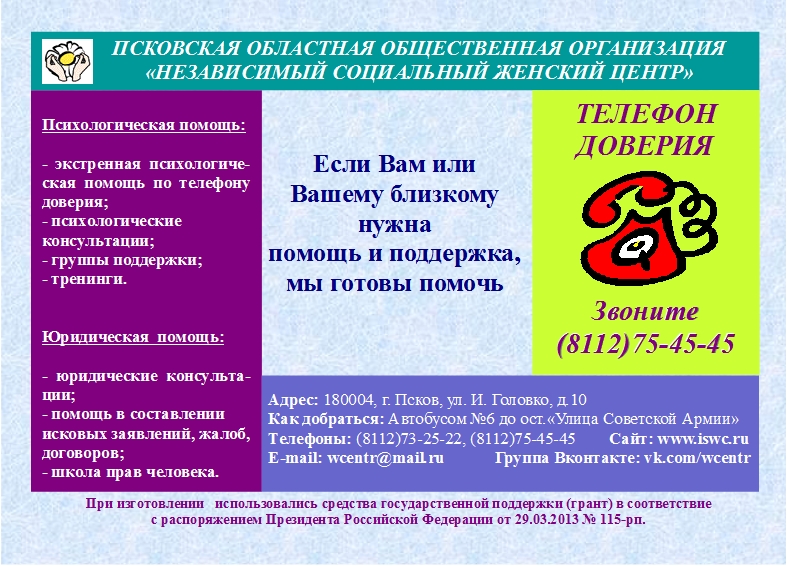 ПСКОВСКАЯ ОБЛАСТНАЯ ОБЩЕСТВЕННАЯ ОРГАНИЗАЦИЯ
«НЕЗАВИСИМЫЙ СОЦИАЛЬНЫЙ ЖЕНСКИЙ ЦЕНТР»
Психологическая помощь:
- экстренная психологиче-
ская помощь по телефону
доверия;
- психологические
консультации;
- группы поддержки;
- тренинги.
Юридическая помощь:
- юридические консульта-
ции;
- помощь в составлении
исковых заявлений, жалоб,
договоров;
- школа прав человека.
Если Вам или
Вашему близкому
нужна
помощь и поддержка,
мы готовы помочь
ТЕЛЕФОН
ДОВЕРИЯ
Звоните
(8112)75-45-45
Адрес: 180004, г. Псков, ул. И. Головко, д.10
Как добраться: Автобусом №6 до ост.«Улица Советской Армии»
Телефоны: (8112)73-25-22, (8112)75-45-45 Сайт: www.iswc.ru
E-mail: wcentr@mail.ru Группа Вконтакте: vk.com/wcentr
При изготовлении использовались средства государственной поддержки (грант) в соответствие
с распоряжением Президента Российской Федерации от 29.03.2013 № 115-рп.